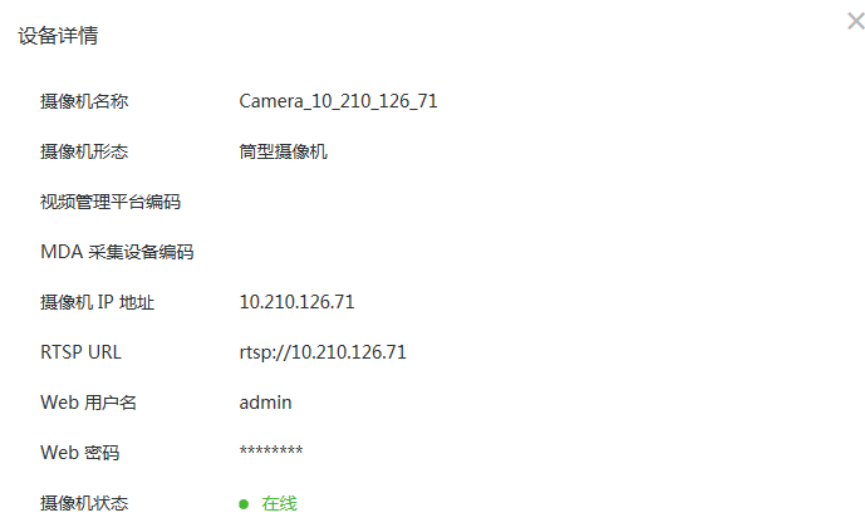 设备详情
摄像机名称 Camera_10_210_126_71
摄像机形态 筒型摄像机
视频管理平台编码
MDA 采集设备编码
摄像机 IP 地址 10.210.126.71
RTSP URL rtsp://10.210.126.71
Web 用户名 admin
Web 密码 ********
摄像机状态 在线